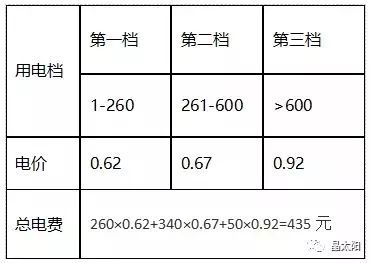 用电档
第一档 第二档 第三档
1-260 261-600 >600
电价 0.62 0.67 0.92
总电费 260×0.62+340×0.67+50×0.92=435 元
晶太阳